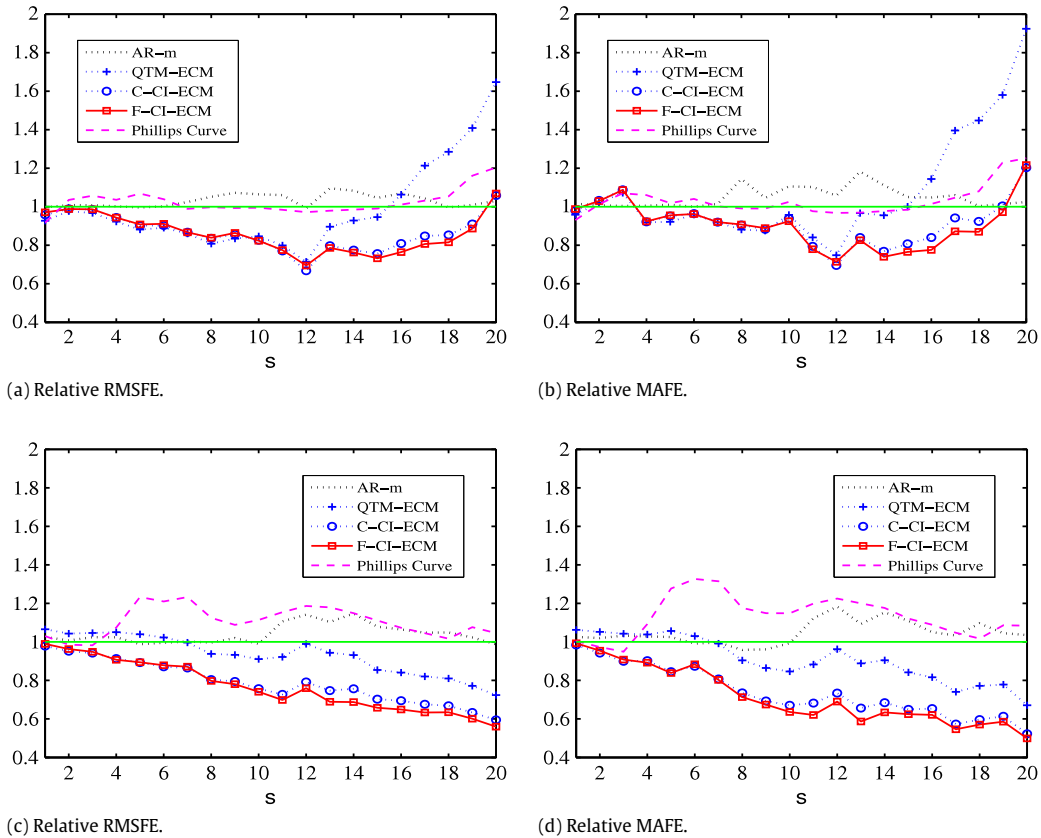 2
1.8
1.6
1.4
1.2
1
0.8
0.6
0.4
AR−m
QTM−ECM
C−CI−ECM
F−CI−ECM
Phillips Curve
2 4 6 8 10 12 14 16 18 20
S
(a) Relative RMSFE.
2
1.8
1.6
1.4
1.2
1
0.8
0.6
0.4
AR−m
QTM−ECM
C−CI−ECM
F−CI−ECM
Phillips Curve
2 4 6 8 10 12 14 16 18 20
S
(b) Relative MAFE.
2
1.8
1.6
1.4
1.2
1
0.8
0.6
0.4
AR−m
QTM−ECM
C−CI−ECM
F−CI−ECM
Phillips Curve
2 4 6 8 10 12 14 16 18 20
S
(c) Relative RMSFE.
2
1.8
1.6
1.4
1.2
1
0.8
0.6
0.4
AR−m
QTM−ECM
C−CI−ECM
F−CI−ECM
Phillips Curve
2 4 6 8 10 12 14 16 18 20
S
(d) Relative MAFE.